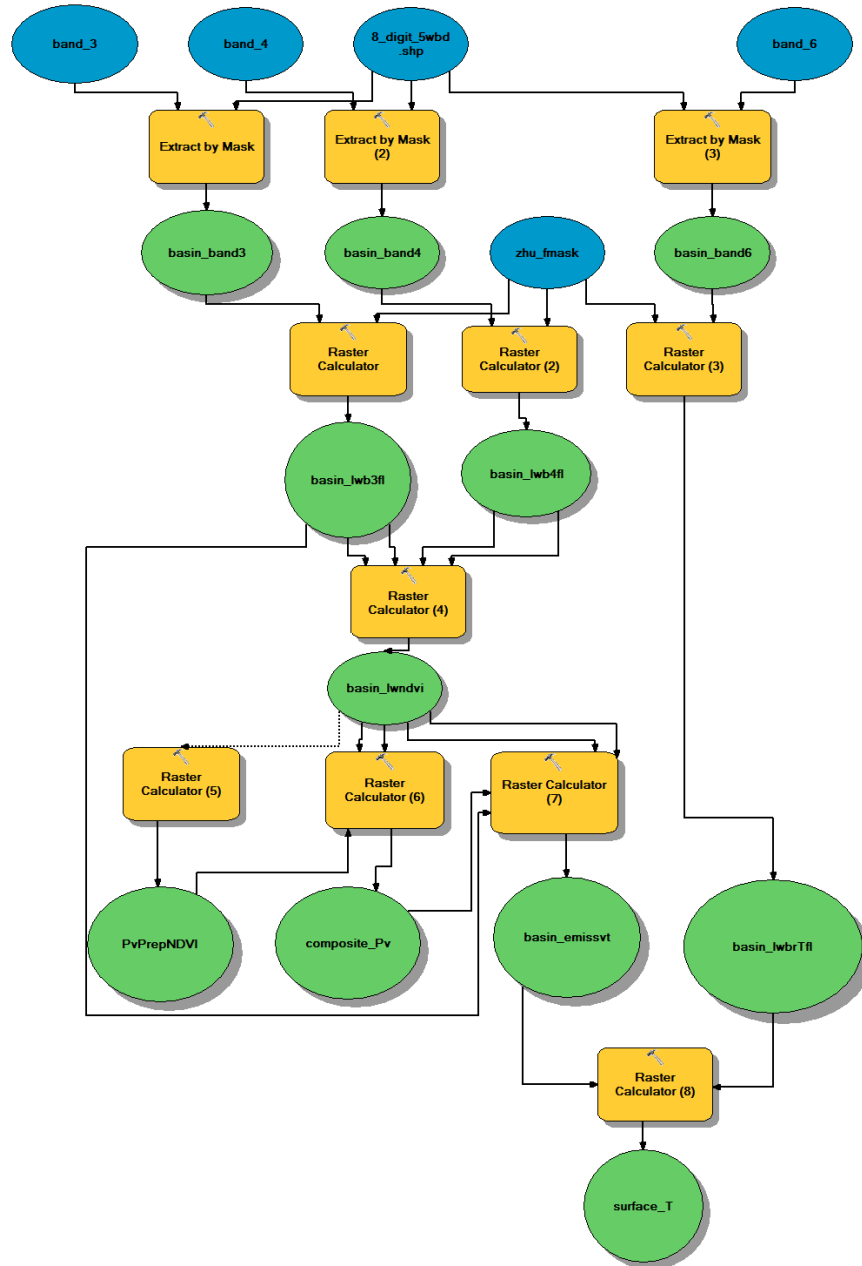 band_3
band_4
8_digit_5wbd
.shp
band_6
Extract by Mask
Extract by Mask
(2)
Extract by Mask
(3)
basin_band3
basin_band4
zhu_fmask
basin_band6
Raster
Calculator
Raster
Calculator (2)
Raster
Calculator (3)
basin_lwb3fl
basin_lwb4fl
Raster
Calculator (4)
basin_lwndvi
Raster
Calculator (5)
Raster
Calculator (6)
Raster Calculator
(7)
PvPrepNDVI
composite_Pv
basin_emissvt
basin_lwbrTfl
Raster
Calculator (8)
surface_T